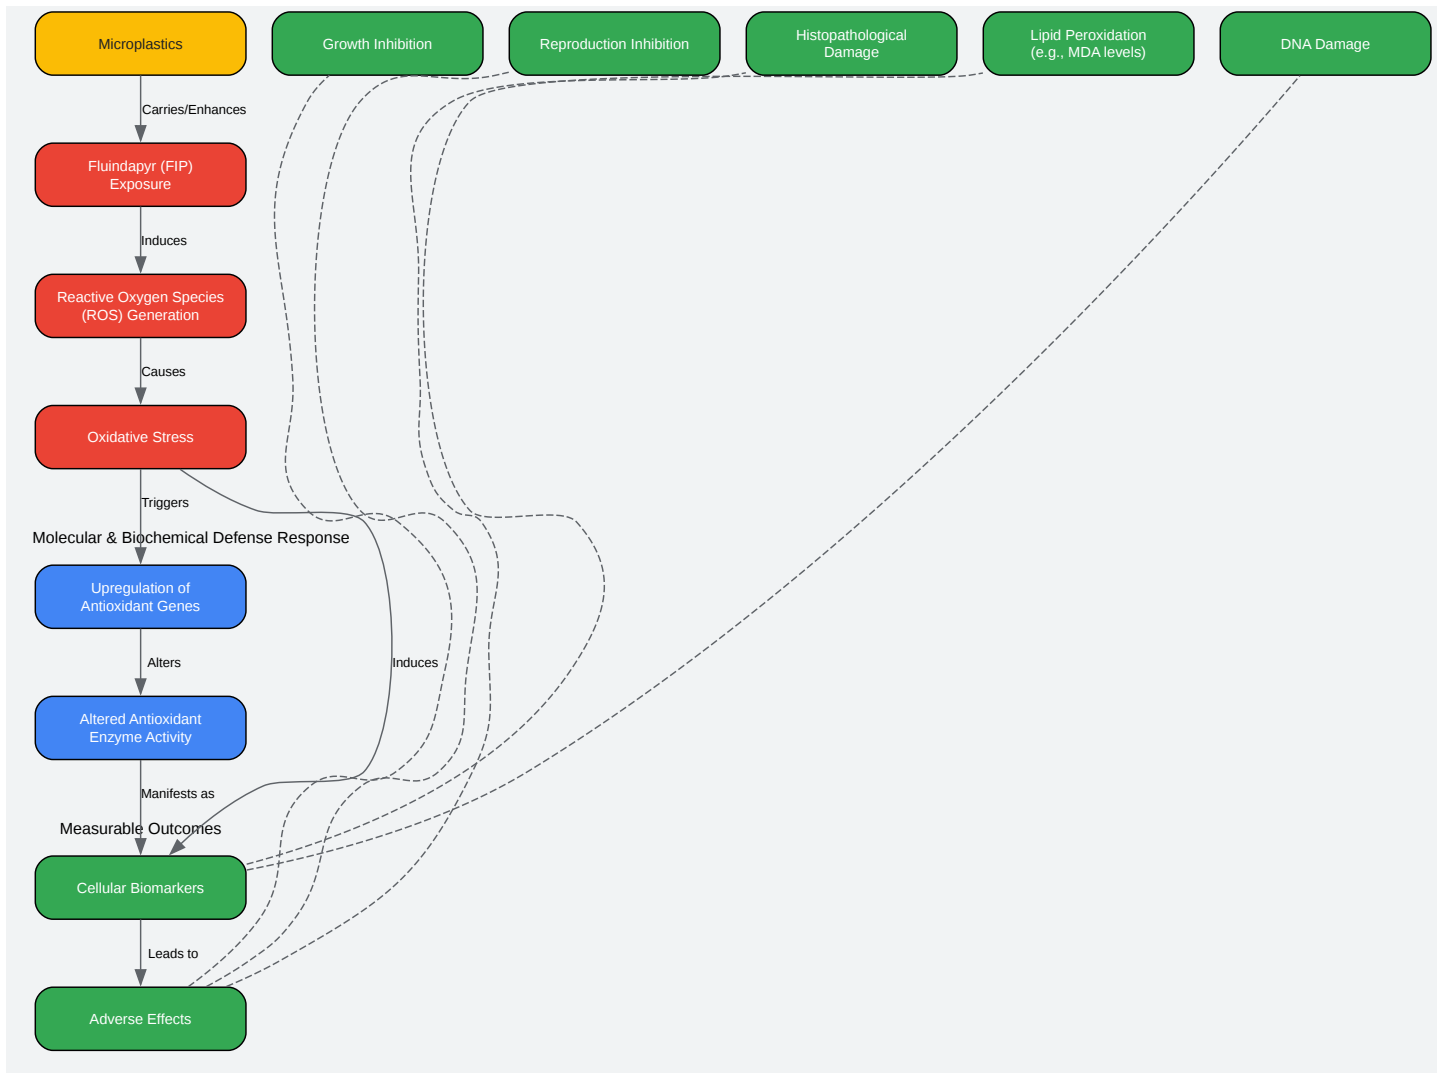 Microplastics
Growth Inhibition
Reproduction Inhibition
Histopathological
Damage
Lipid Peroxidation
(e.g., MDA levels)
DNA Damage
Carries/Enhances
Fluindapyr (FIP)
Exposure
Induces
Reactive Oxygen Species
(ROS) Generation
Causes
Oxidative Stress
Triggers
Molecular & Biochemical Defense Response
Upregulation of
Antioxidant Genes
Alters
Induces
Altered Antioxidant
Enzyme Activity
Manifests as
Measurable Outcomes
Cellular Biomarkers
Leads to
Adverse Effects